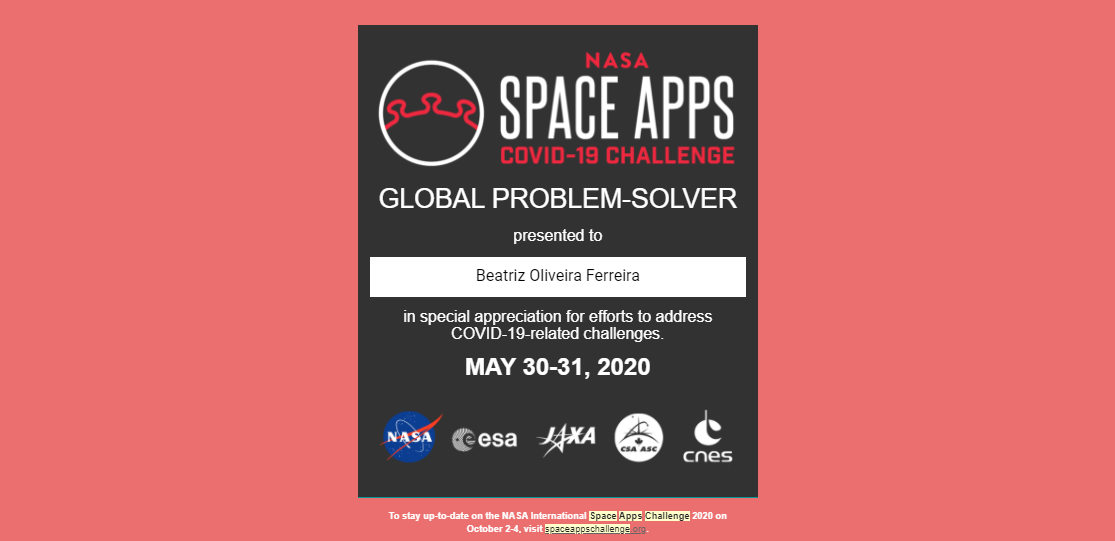 NASA
SPACE APPS
COVID-19 CHALLENGE
GLOBAL PROBLEM-SOLVER
presented to
Beatriz Oliveira Ferreira
in special appreciation for efforts to address
COVID-19-related challenges.
MAY 30-31, 2020
NASA esa JAXA CSA ASC cnes
To stay up-to-date on the NASA International Space Apps Challenge 2020 on
October 2-4, visit spaceappschallenge.org.